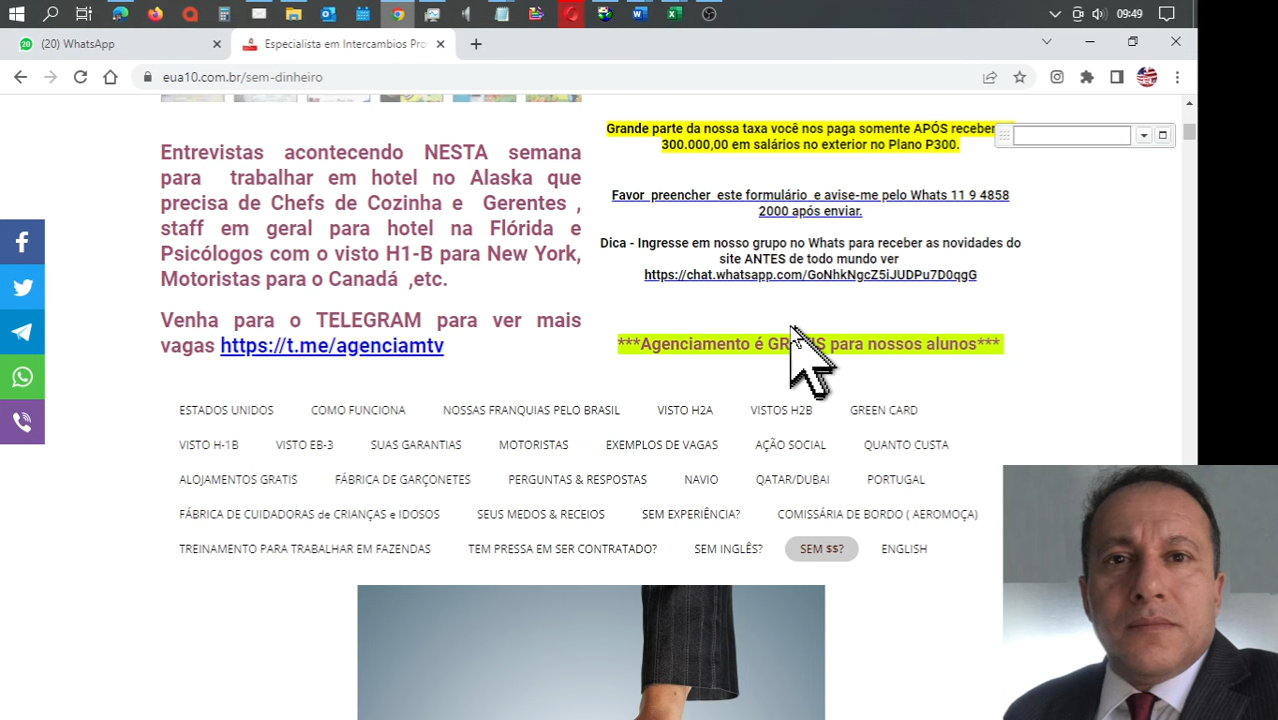 09:49
(20) WhatsApp
Especialista em Intercambios Pro
eua10.com.br/sem-dinheiro
Entrevistas acontecendo NESTA semana
para trabalhar em hotel no Alaska que
precisa de Chefs de Cozinha e Gerentes ,
staff em geral para hotel na Flórida e
Psicólogos com o visto H1-B para New York,
Motoristas para o Canadá ,etc.
Venha para o TELEGRAM para ver mais
vagas https://t.me/agenciamtv
Grande parte da nossa taxa você nos paga somente APÓS receber
300.000,00 em salários no exterior no Plano P300.
Favor preencher este formulário e avise-me pelo Whats 11 9 4858
2000 após enviar.
Dica - Ingresse em nosso grupo no Whats para receber as novidades do
site ANTES de todo mundo ver
https://chat.whatsapp.com/GoNhkNgcZ5iJUDPu7D0qgG
***Agenciamento é para nossos alunos***
ESTADOS UNIDOS COMO FUNCIONA NOSSAS FRANQUIAS PELO BRASIL VISTO H2A VISTOS H2B GREEN CARD
VISTO H-1B VISTO EB-3 SUAS GARANTIAS MOTORISTAS EXEMPLOS DE VAGAS AÇÃO SOCIAL QUANTO CUSTA
ALOJAMENTOS GRATIS FÁBRICA DE GARÇONETES PERGUNTAS & RESPOSTAS NAVIO QATAR/DUBAI PORTUGAL
FÁBRICA DE CUIDADORAS de CRIANÇAS e IDOSOS SEUS MEDOS & RECEIOS SEM EXPERIÊNCIA? COMISSÁRIA DE BORDO ( AEROMOÇA)
TREINAMENTO PARA TRABALHAR EM FAZENDAS TEM PRESSA EM SER CONTRATADO? SEM INGLÊS? SEM $$? ENGLISH